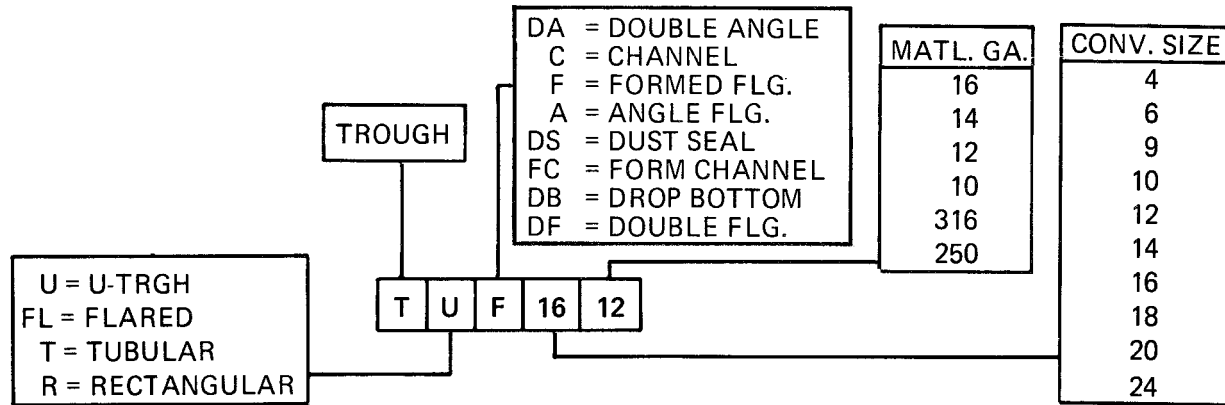 DA = DOUBLE ANGLE
C = CHANNEL
F = FORMED FLG.
A = ANGLE FLG.
DS = DUST SEAL
FC = FORM CHANNEL
DB = DROP BOTTOM
DF = DOUBLE FLG.
MATL. GA.
16
14
12
10
316
250
CONV. SIZE
4
6
9
10
12
14
16
18
20
24
TROUGH
U = U-TRGH
FL = FLARED
T = TUBULAR
R = RECTANGULAR
T U F 16 12